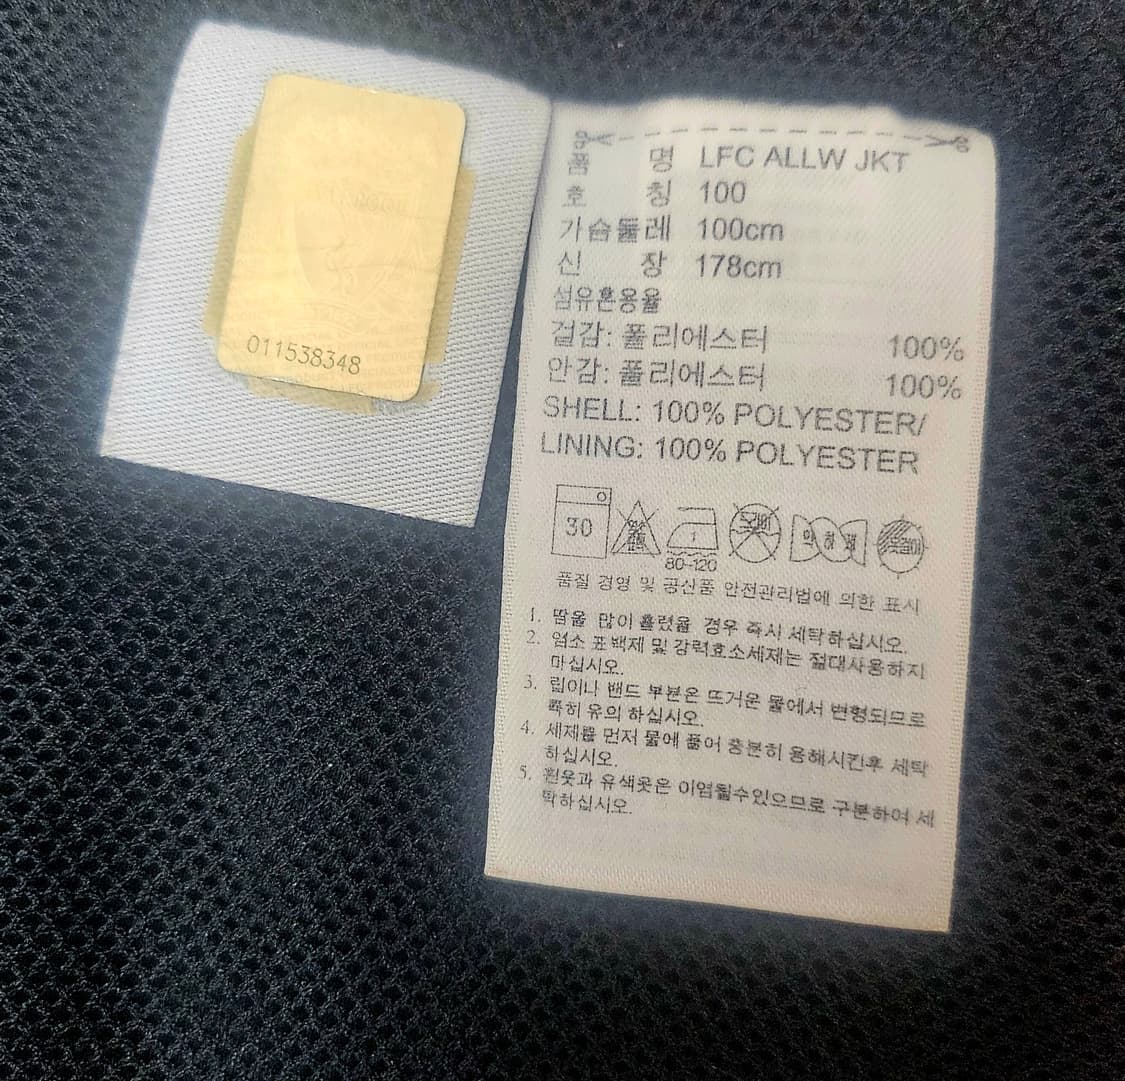 011538348
품 명 LFC ALLW JKT
호 칭 100
가슴둘레 100cm
신 장 178cm
섬유혼용율
겉감: 폴리에스터 100%
안감: 폴리에스터 100%
SHELL: 100% POLYESTER/
LINING: 100% POLYESTER
30
80~120
약 하 게
품질 경영 및 공산품 안전관리법에 의한 표시
1. 땀을 많이 흘렸을 경우 즉시 세탁하십시오.
2. 염소 표백제 및 강력효소세제는 절대사용하지
마십시오.
3. 립이나 밴드 부분은 뜨거운 물에서 변형되므로
특히 유의 하십시오.
4. 세제를 먼저 물에 풀어 충분히 용해시킨후 세탁
하십시오.
5. 흰옷과 유색옷은 이염될수있으므로 구분하여 세
탁하십시오.